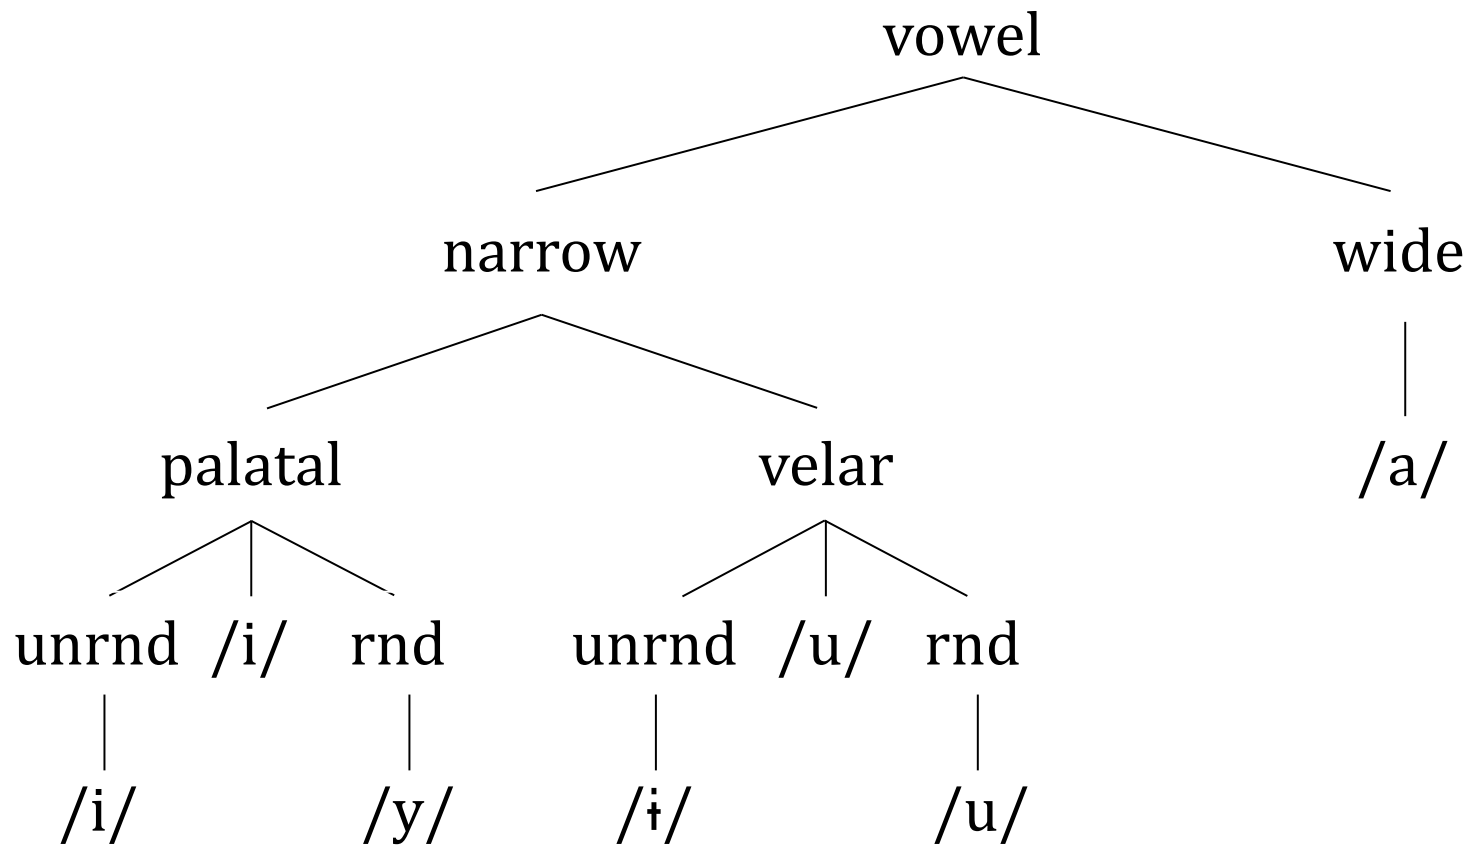 vowel
narrow wide
palatal velar /a/
unrnd /i/ rnd unrnd /u/ rnd
/i/ /y/ /ɨ/ /u/